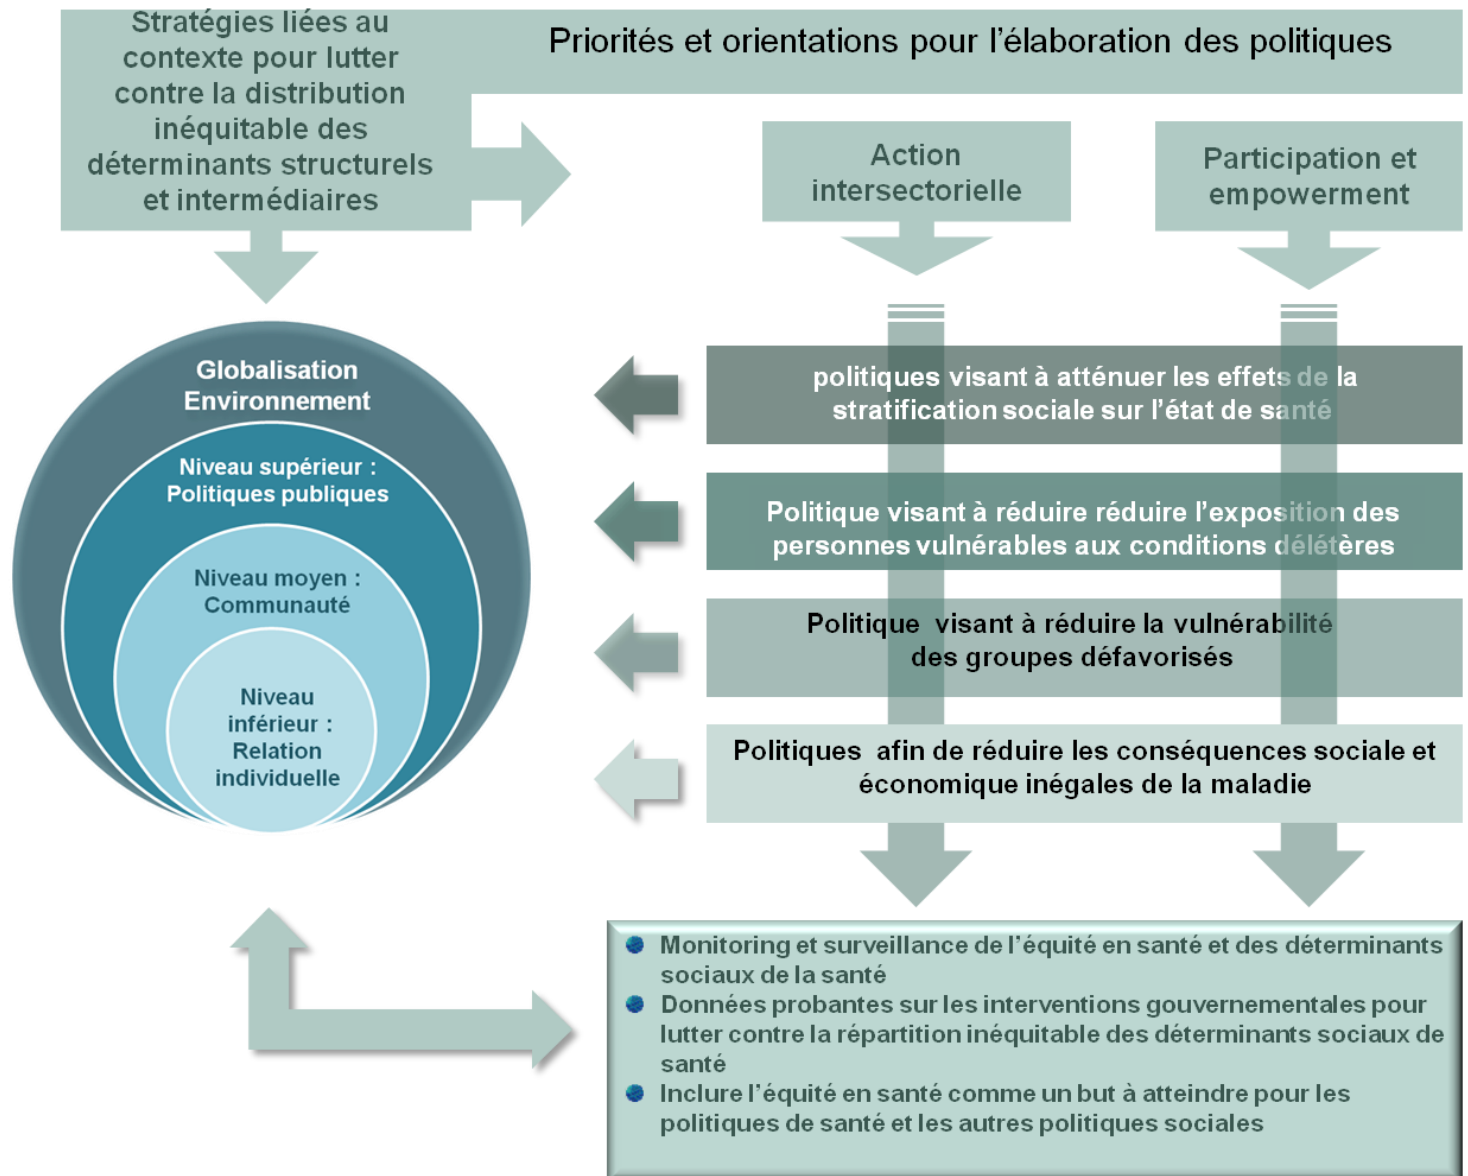 Stratégies liées au
contexte pour lutter
contre la distribution
inéquitable des
déterminants structurels
et intermédiaires
Priorités et orientations pour l’élaboration des politiques
Action
intersectorielle
Participation et
empowerment
Globalisation
Environnement
Niveau supérieur :
Politiques publiques
Niveau moyen :
Communauté
Niveau
inférieur :
Relation
individuelle
politiques visant à atténuer les effets de la
stratification sociale sur l’état de santé
Politique visant à réduire réduire l’exposition des
personnes vulnérables aux conditions délétères
Politique  visant à réduire la vulnérabilité
des groupes défavorisés
Politiques  afin de réduire les conséquences sociale et
économique inégales de la maladie
Monitoring et surveillance de l’équité en santé et des déterminants
sociaux de la santé
Données probantes sur les interventions gouvernementales pour
lutter contre la répartition inéquitable des déterminants sociaux de
santé
Inclure l’équité en santé comme un but à atteindre pour les
politiques de santé et les autres politiques sociales